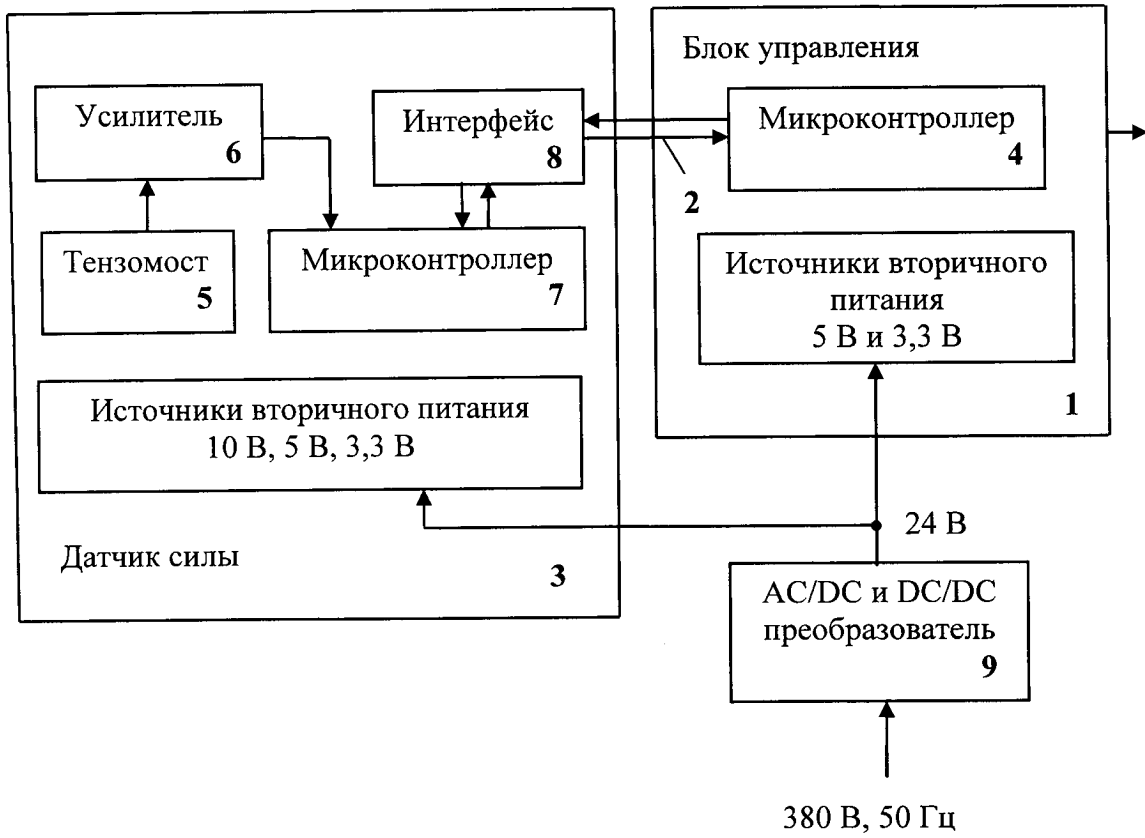 Усилитель
6
Интерфейс
8
Тензомост
5
Микроконтроллер
7
Источники вторичного питания
10 В, 5 В, 3,3 В
Датчик силы
3
Блок управления
Микроконтроллер
4
2
Источники вторичного
питания
5 В и 3,3 В
1
24 В
AC/DC и DC/DC
преобразователь
9
380 В, 50 Гц